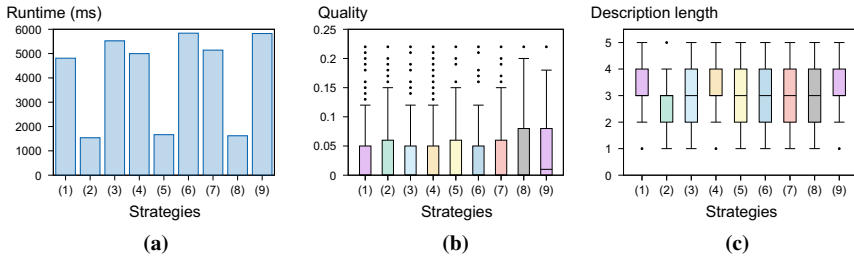 Runtime (ms)
6000
5000
4000
3000
2000
1000
0
(1) (2) (3) (4) (5) (6) (7) (8) (9)
Strategies
(a)
Quality
0.25
0.2
0.15
0.1
0.05
0
(1) (2) (3) (4) (5) (6) (7) (8) (9)
Strategies
(b)
Description length
5
4
3
2
1
0
(1) (2) (3) (4) (5) (6) (7) (8) (9)
Strategies
(c)